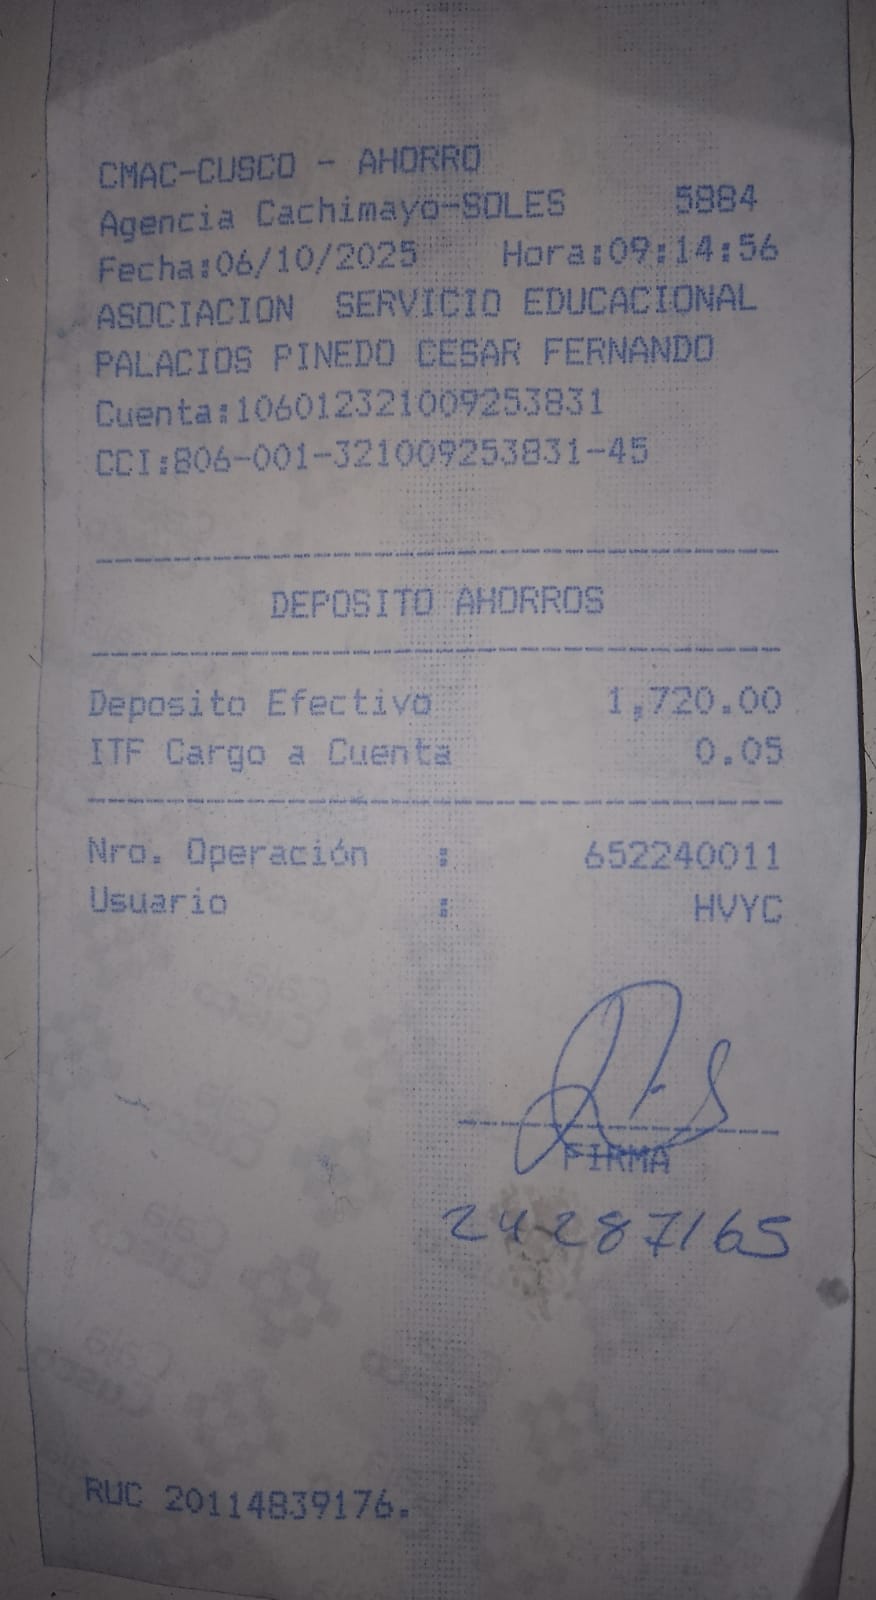 CMAC-CUSCO - AHORRO
Agencia Cachimayo-SOLES 5884
Fecha:06/10/2025 Hora:09:14:56
ASOCIACION SERVICIO EDUCACIONAL
PALACIOS PINEDO CESAR FERNANDO
Cuenta:106012321009253831
CCI:806-001-321009253831-45
DEPOSITO AHORROS
Deposito Efectivo 1,720.00
ITF Cargo a Cuenta 0.05
Nro. Operación : 652240011
Usuario : HVYC
FIRMA
24287165
RUC 20114839176.